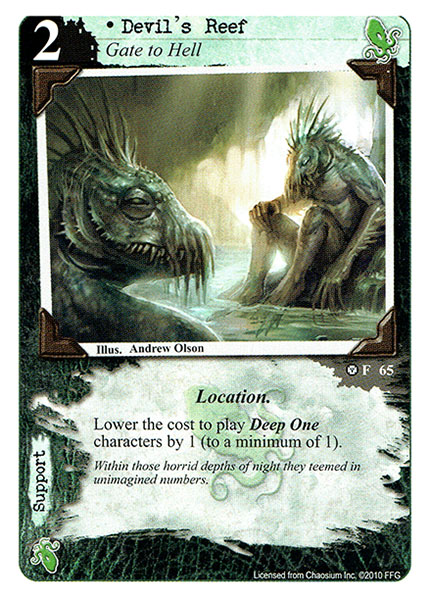 2
• Devil's Reef
Gate to Hell
Illus. Andrew Olson
F 65
Location.
Lower the cost to play Deep One
characters by 1 (to a minimum of 1).
Within those horrid depths of night they teemed in
unimagined numbers.
Support
Licensed from Chaosium Inc. ©2010 FFG